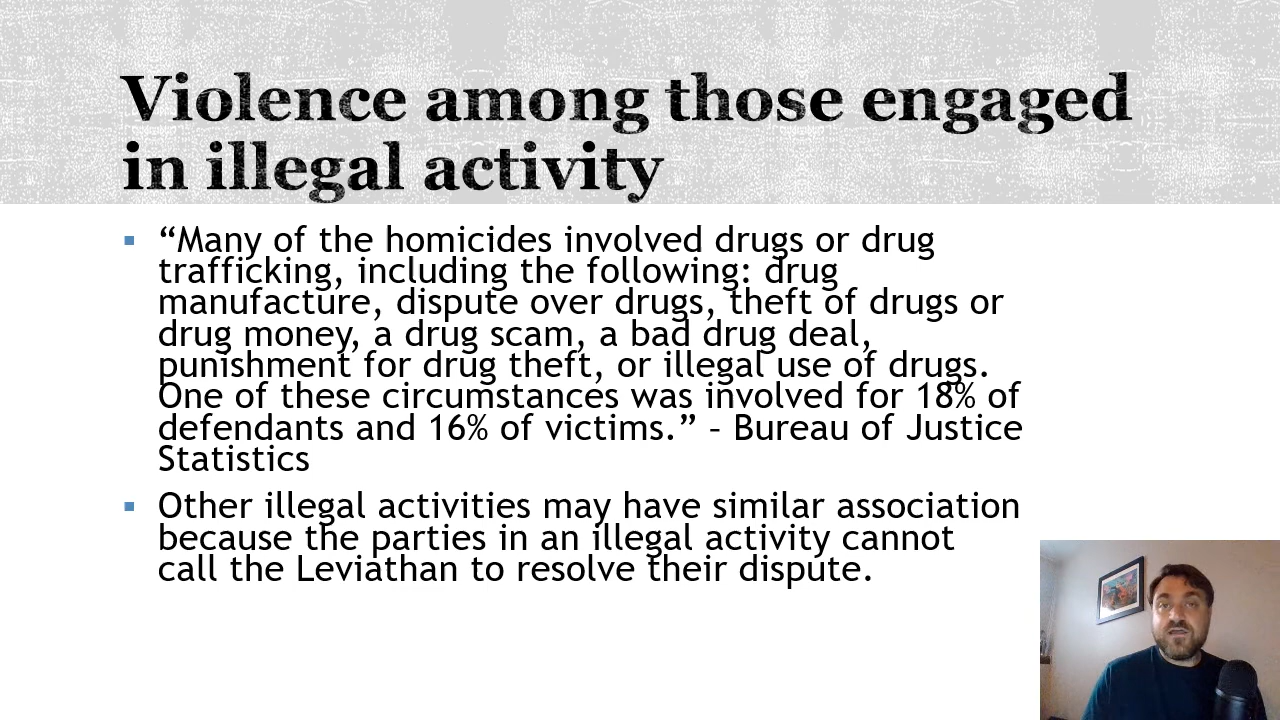 Violence among those engaged
in illegal activity
▪ “Many of the homicides involved drugs or drug
trafficking, including the following: drug
manufacture, dispute over drugs, theft of drugs or
drug money, a drug scam, a bad drug deal,
punishment for drug theft, or illegal use of drugs.
One of these circumstances was involved for 18% of
defendants and 16% of victims.” – Bureau of Justice
Statistics
▪ Other illegal activities may have similar association
because the parties in an illegal activity cannot
call the Leviathan to resolve their dispute.